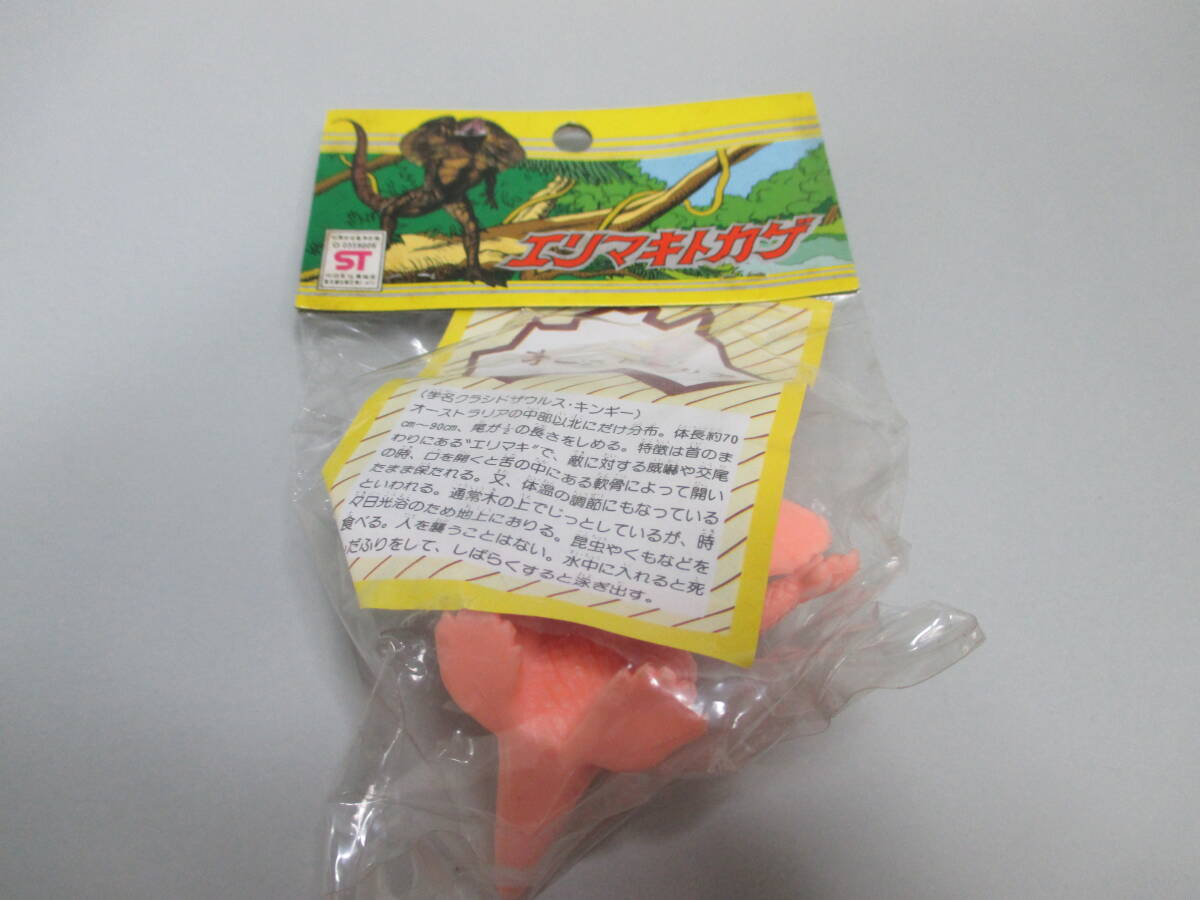 エリマキトカゲ
ST
(学名クラシドザウルス・キンギー)
オーストラリアの中部以北にだけ分布。体長約70
cm〜90cm、尾が⅔の長さをしめる。特徴は首のま
わりにある“エリマキ”で、敵に対する威嚇や交尾
の時、口を開くと舌の中にある軟骨によって開い
たまま保たれる。又、体温の調節にもなっている
といわれる。通常木の上でじっとしているが、時
々日光浴のため地上におりる。昆虫やくもなどを
食べる。人を襲うことはない。水中に入れると死
だふりをして、しばらくすると泳ぎ出す。